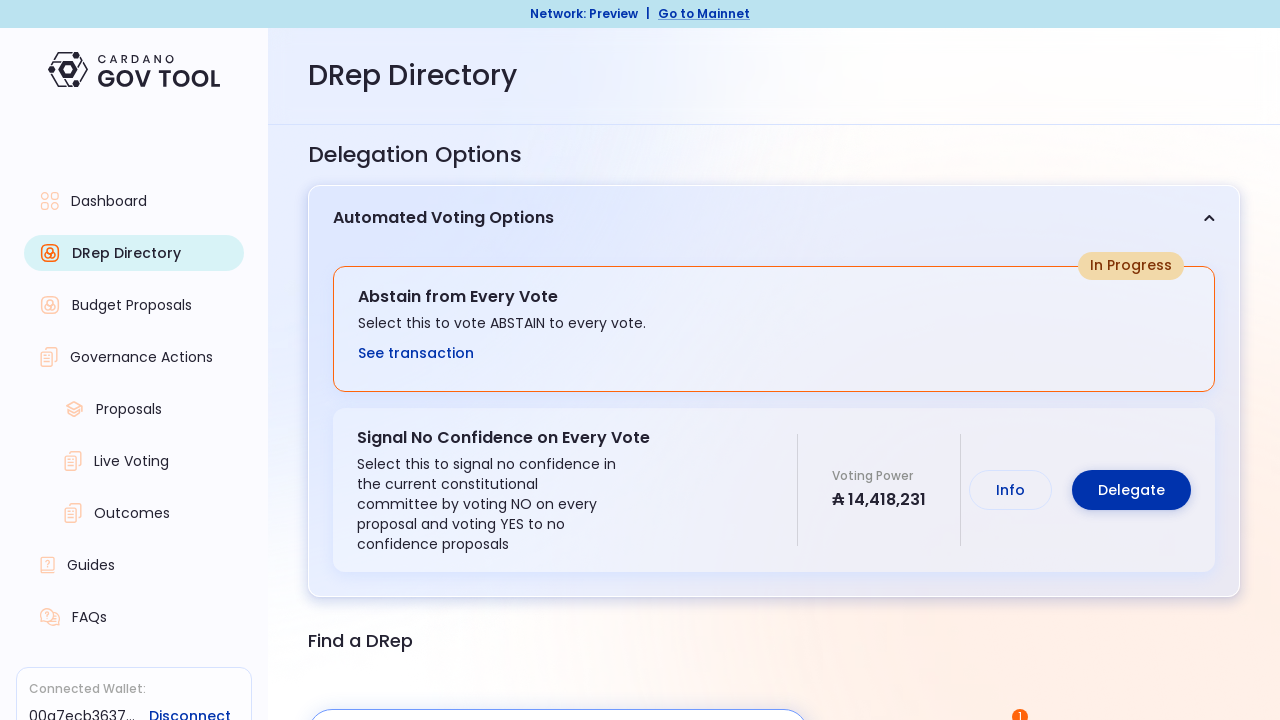 Network: Preview | Go to Mainnet
CARDANO
GOV TOOL
DRep Directory
Dashboard
DRep Directory
Budget Proposals
Governance Actions
Proposals
Live Voting
Outcomes
Guides
FAQs
Connected Wallet:
00a7ecb3637... Disconnect
Delegation Options
Automated Voting Options
In Progress
Abstain from Every Vote
Select this to vote ABSTAIN to every vote.
See transaction
Signal No Confidence on Every Vote
Select this to signal no confidence in
the current constitutional
committee by voting NO on every
proposal and voting YES to no
confidence proposals
Voting Power
₳ 14,418,231
Info
Delegate
Find a DRep
1